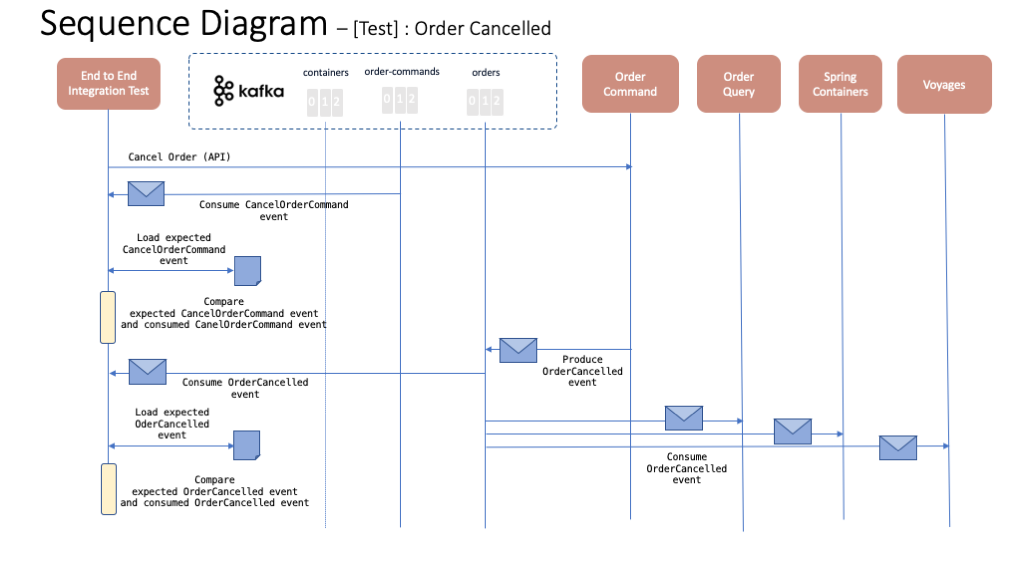 Sequence Diagram – [Test] : Order Cancelled
End to End
Integration Test
kafka
containers
order-commands
orders
0 1 2
0 1 2
0 1 2
Order
Command
Order
Query
Spring
Containers
Voyages
Cancel Order (API)
Consume CancelOrderCommand
event
Load expected
CancelOrderCommand
event
Compare
expected CancelOrderCommand event
and consumed CanelOrderCommand event
Produce
OrderCancelled
event
Consume OrderCancelled
event
Load expected
OderCancelled
event
Consume
OrderCancelled
event
Compare
expected OrderCancelled event
and consumed OrderCancelled event